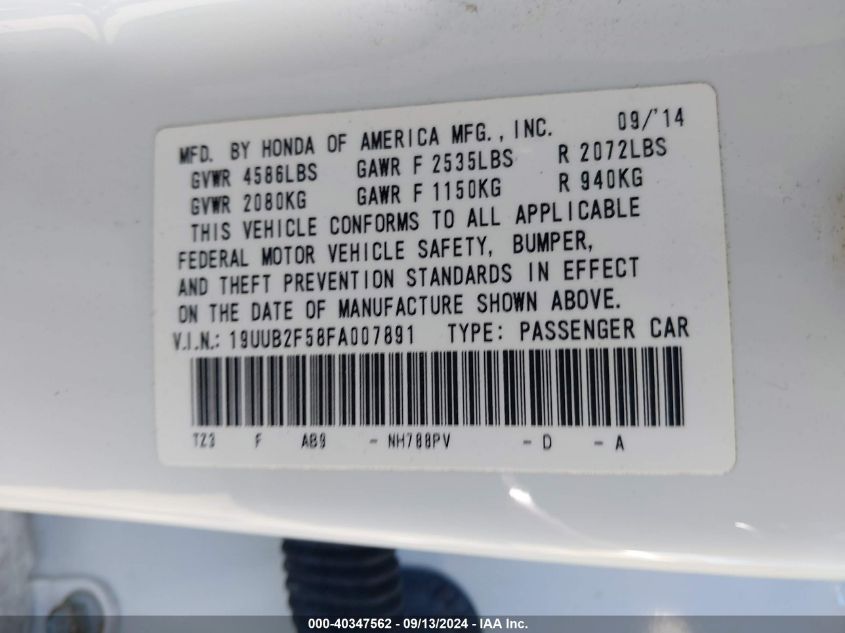 MFD. BY HONDA OF AMERICA MFG., INC. 09/'14
GVWR 4586LBS GAWR F 2535LBS R 2072LBS
GVWR 2080KG GAWR F 1150KG R 940KG
THIS VEHICLE CONFORMS TO ALL APPLICABLE
FEDERAL MOTOR VEHICLE SAFETY, BUMPER,
AND THEFT PREVENTION STANDARDS IN EFFECT
ON THE DATE OF MANUFACTURE SHOWN ABOVE.
V.I.N.: 19UUB2F58FA007891 TYPE: PASSENGER CAR
TZ3 F AB9 - NH788PV - D - A
000-40347562 - 09/13/2024 - IAA Inc.